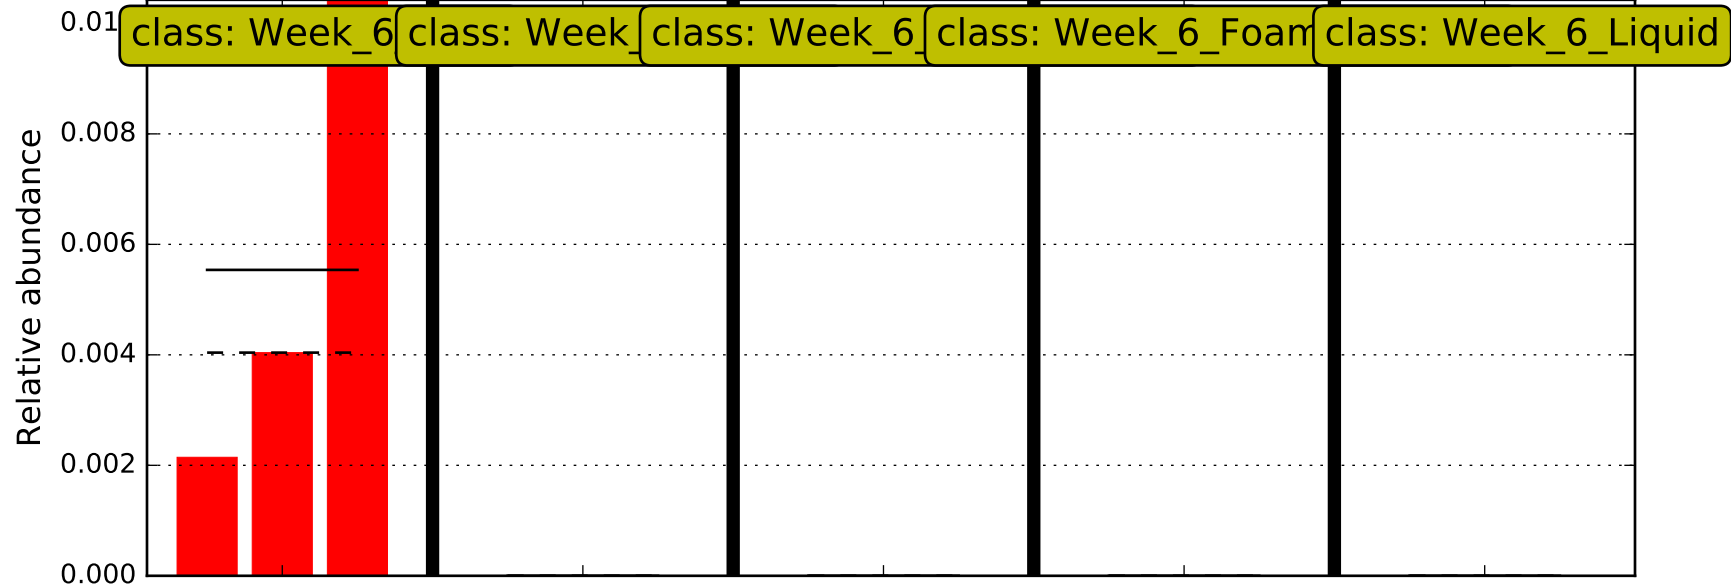 class: Week_6
class: Week_
class: Week_6_
class: Week_6_Foam
class: Week_6_Liquid
Relative abundance
0.01
0.008
0.006
0.004
0.002
0.000